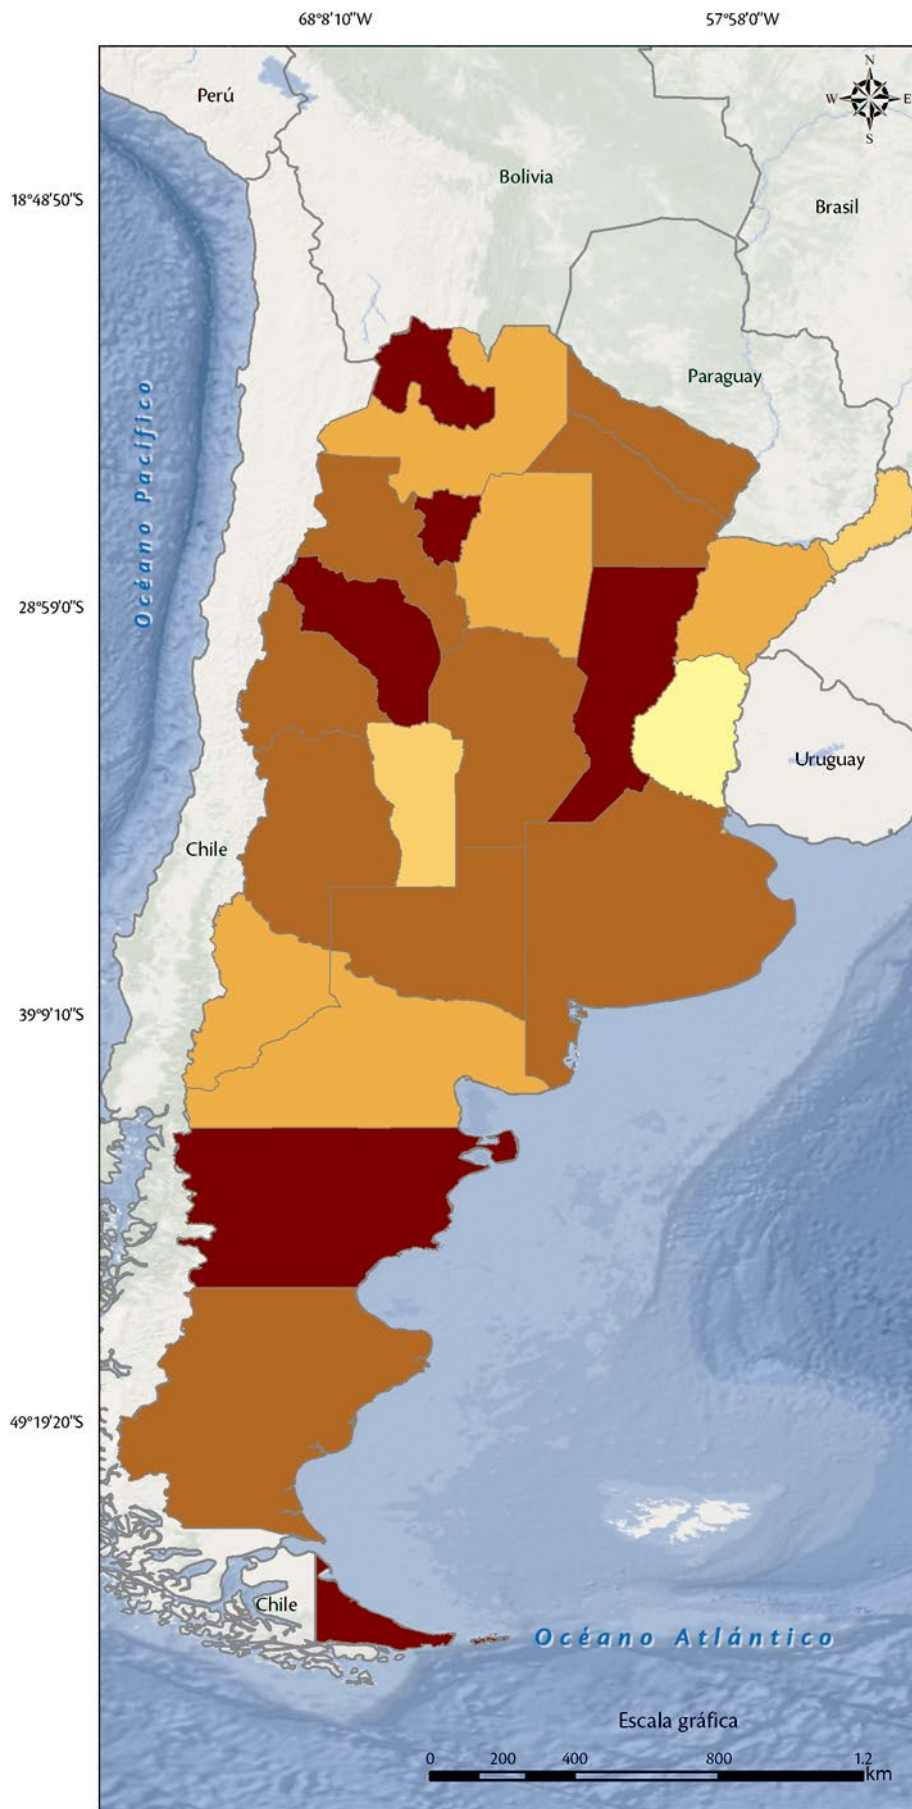 68°8'10"W
57°58'0"W
N
W
E
S
Perú
Bolivia
Brasil
18°48'50"S
Paraguay
Océano Pacífico
28°59'0"S
Uruguay
Chile
39°9'10"S
49°19'20"S
Chile
Océano Atlántico
Escala gráfica
0 200 400 800 1.2
km